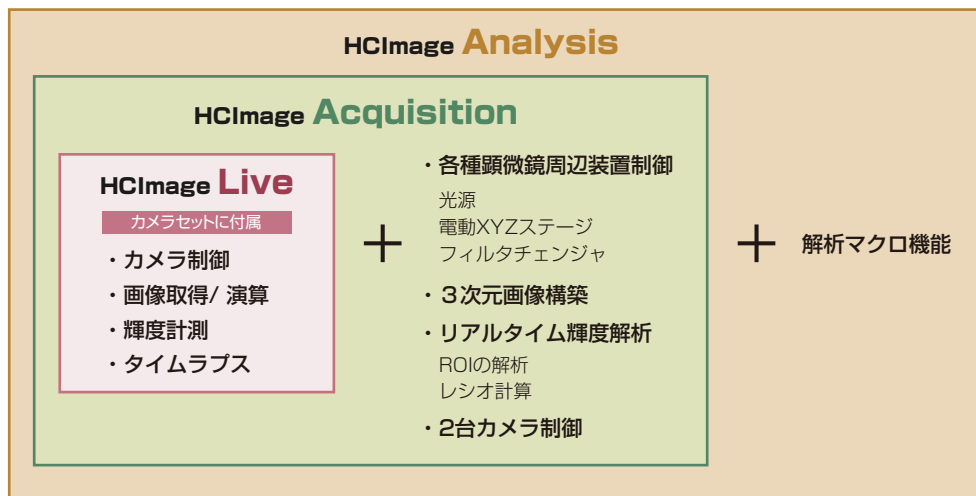 HCImage Analysis
HCImage Acquisition
HCImage Live
カメラセットに付属
・カメラ制御
・画像取得/ 演算
・輝度計測
・タイムラプス
+
・各種顕微鏡周辺装置制御
光源
電動XYZステージ
フィルタチェンジャ
・３次元画像構築
・リアルタイム輝度解析
ROIの解析
レシオ計算
・2台カメラ制御
+
解析マクロ機能